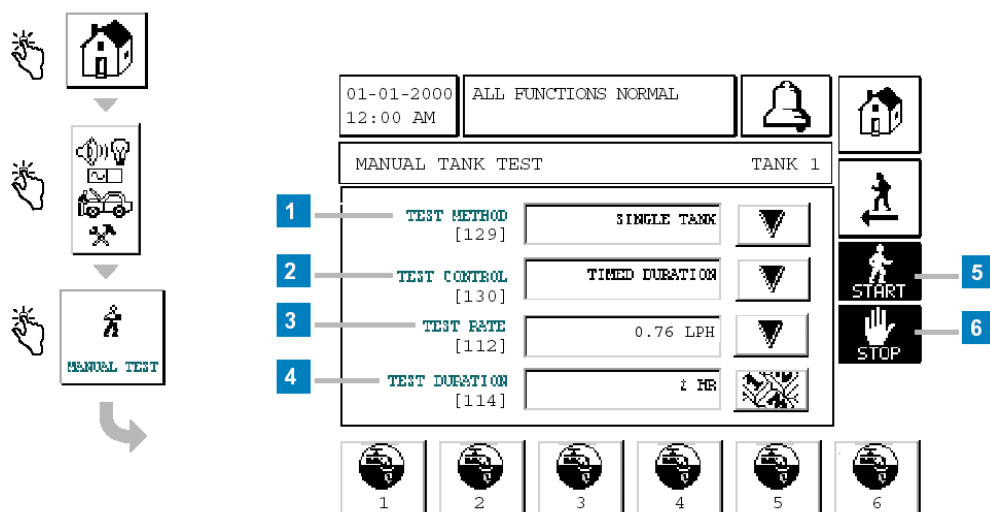 MANUAL TEST
01-01-2000
12:00 AM
ALL FUNCTIONS NORMAL
MANUAL TANK TEST
TANK 1
1
TEST METHOD
[129]
SINGLE TANK
2
TEST CONTROL
[130]
TIMED DURATION
3
TEST RATE
[112]
0.76 LPH
4
TEST DURATION
[114]
HR
START
5
STOP
6
1
2
3
4
5
6